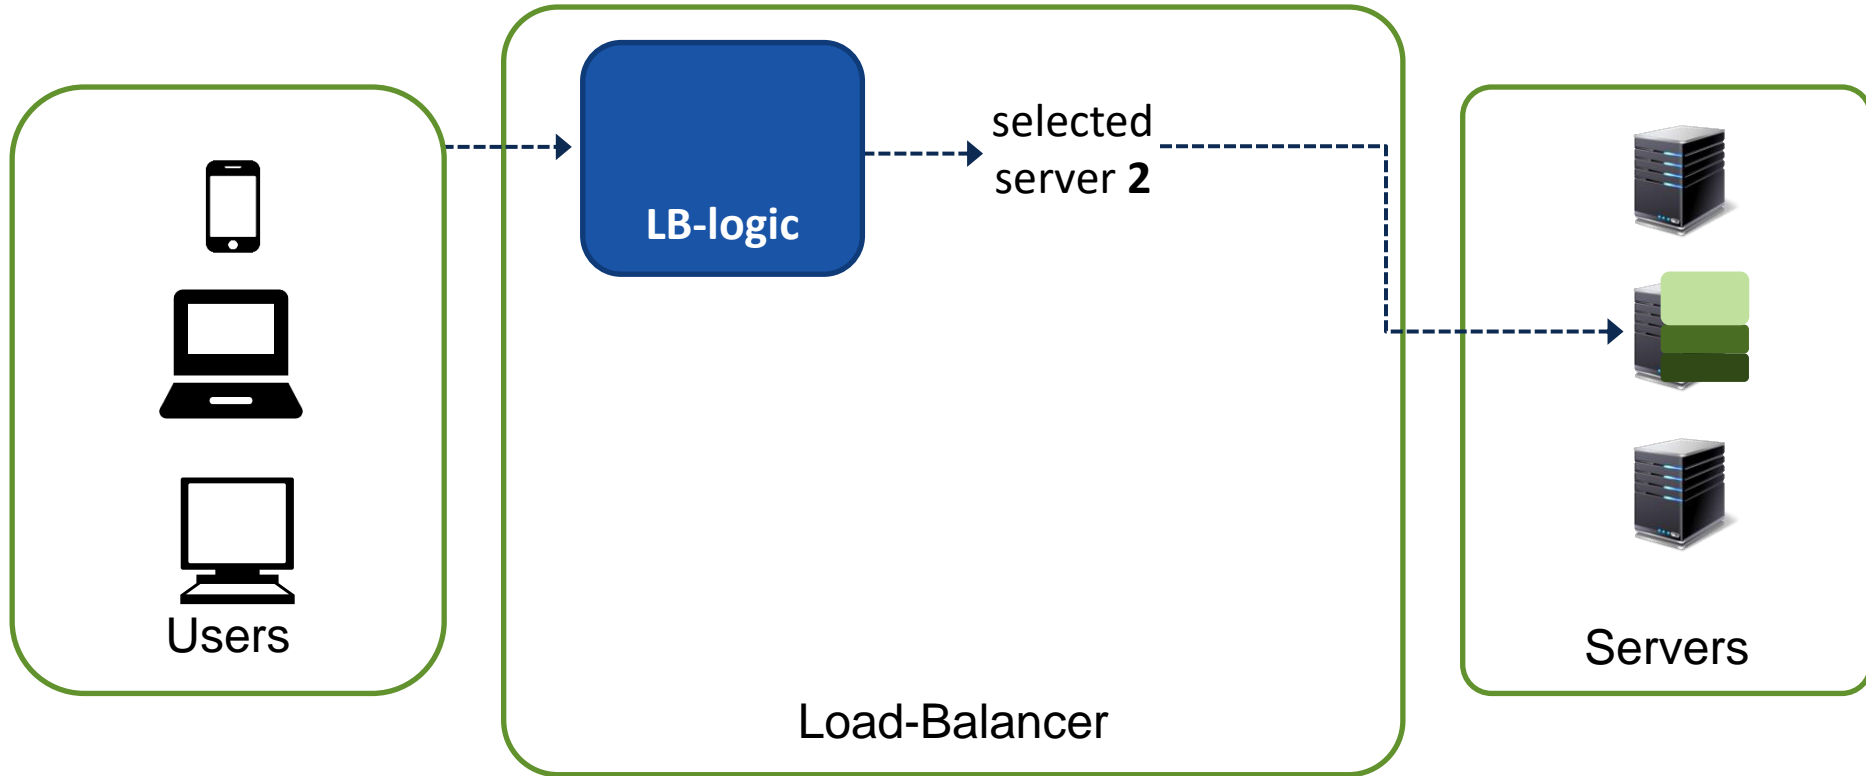 selected
server 2
LB-logic
Users
Servers
Load-Balancer